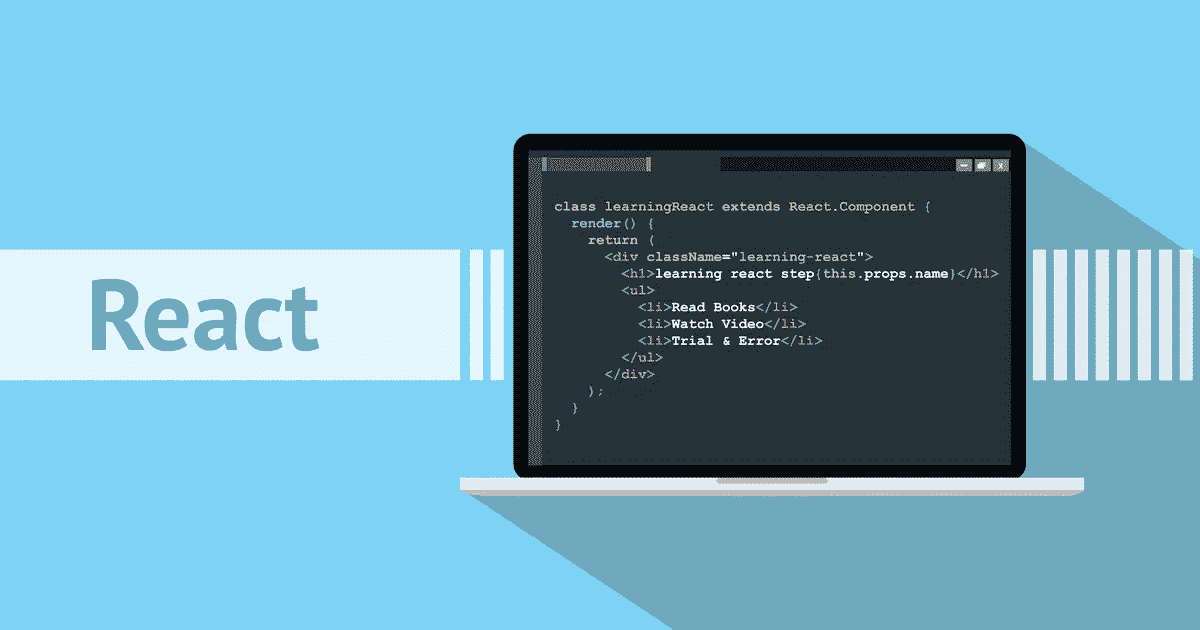 React
class learningReact extends React.Component {
  render() {
    return (
      <div className="learning-react">
        <h1>learning react step{this.props.name}</h1>
        <ul>
          <li>Read Books</li>
          <li>Watch Video</li>
          <li>Trial & Error</li>
        </ul>
      </div>
    );
  }
}